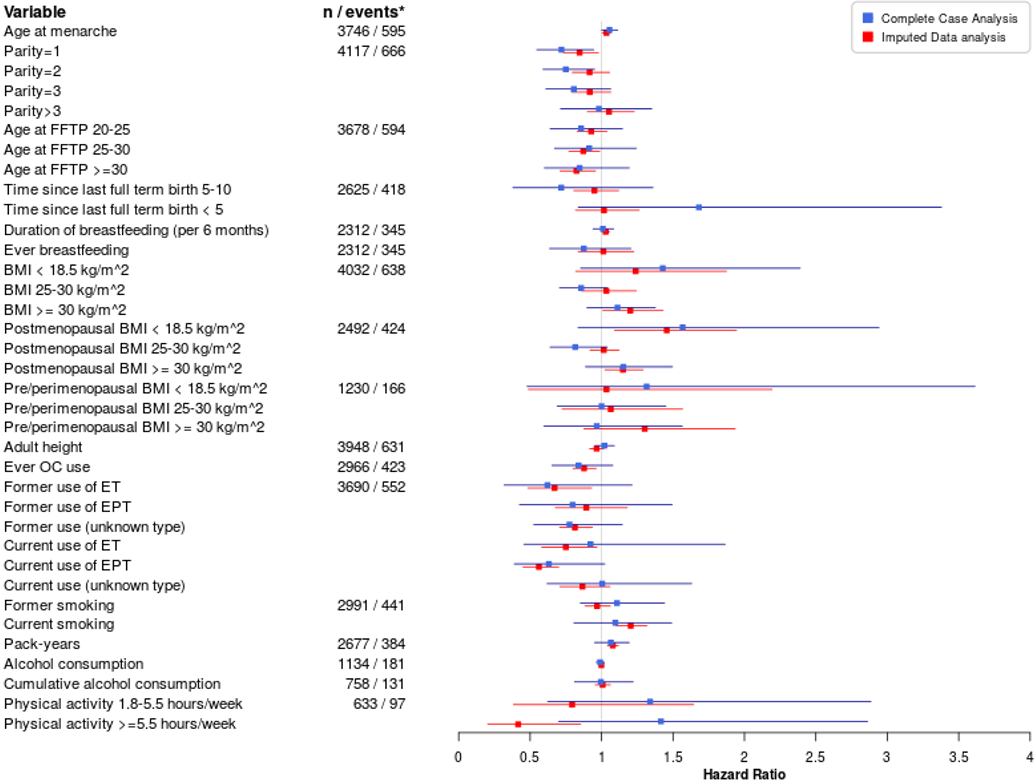 Variable n / events*
Complete Case Analysis
Imputed Data analysis
Age at menarche 3746 / 595
Parity=1 4117 / 666
Parity=2
Parity=3
Parity>3
Age at FFTP 20-25 3678 / 594
Age at FFTP 25-30
Age at FFTP >=30
Time since last full term birth 5-10 2625 / 418
Time since last full term birth < 5
Duration of breastfeeding (per 6 months) 2312 / 345
Ever breastfeeding 2312 / 345
BMI < 18.5 kg/m^2 4032 / 638
BMI 25-30 kg/m^2
BMI >= 30 kg/m^2
Postmenopausal BMI < 18.5 kg/m^2 2492 / 424
Postmenopausal BMI 25-30 kg/m^2
Postmenopausal BMI >= 30 kg/m^2
Pre/perimenopausal BMI < 18.5 kg/m^2 1230 / 166
Pre/perimenopausal BMI 25-30 kg/m^2
Pre/perimenopausal BMI >= 30 kg/m^2
Adult height 3948 / 631
Ever OC use 2966 / 423
Former use of ET 3690 / 552
Former use of EPT
Former use (unknown type)
Current use of ET
Current use of EPT
Current use (unknown type)
Former smoking 2991 / 441
Current smoking
Pack-years 2677 / 384
Alcohol consumption 1134 / 181
Cumulative alcohol consumption 758 / 131
Physical activity 1.8-5.5 hours/week 633 / 97
Physical activity >=5.5 hours/week
0 0.5 1 1.5 2 2.5 3 3.5 4
Hazard Ratio